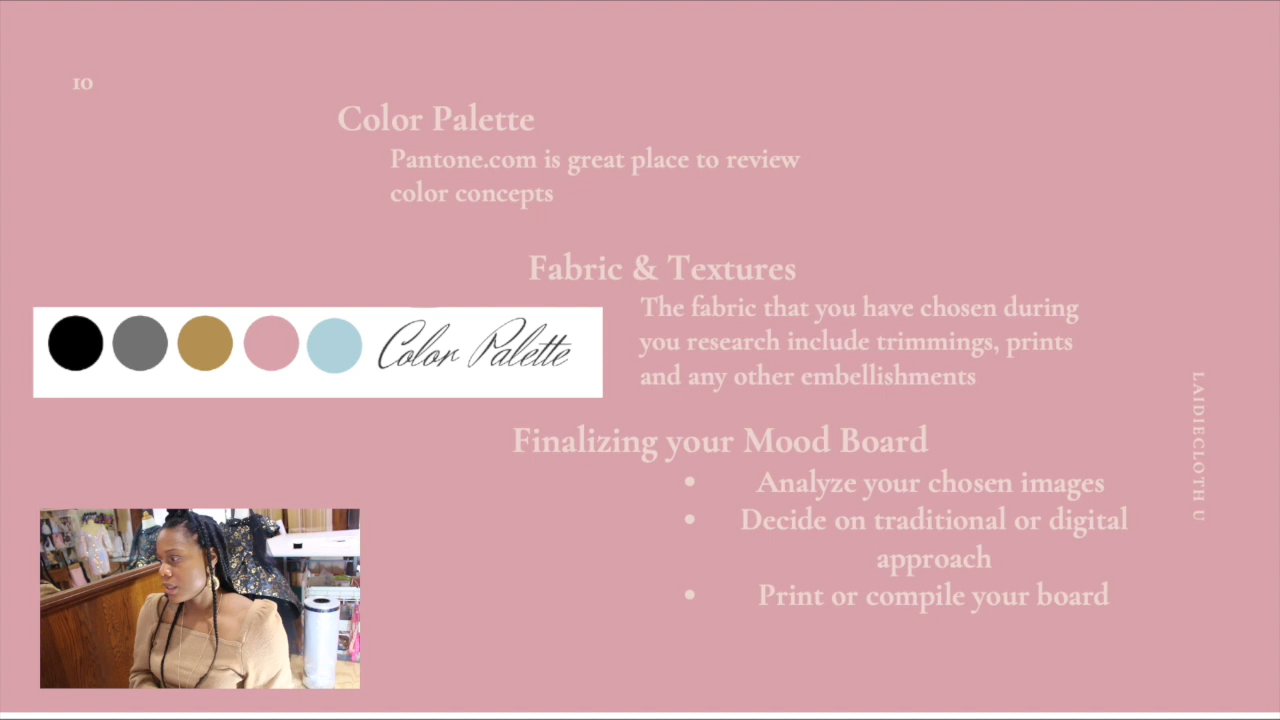 10
Color Palette
Pantone.com is great place to review
color concepts
Fabric & Textures
The fabric that you have chosen during
you research include trimmings, prints
and any other embellishments
Color Palette
Finalizing your Mood Board
• Analyze your chosen images
• Decide on traditional or digital
approach
• Print or compile your board
LAIDIECLOTH U